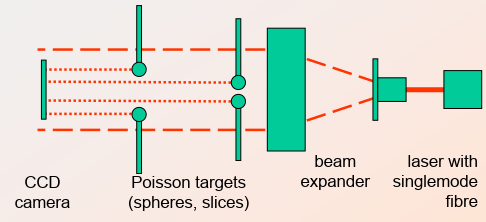 CCD
camera
Poisson targets
(spheres, slices)
beam
expander
laser with
singlemode
fibre